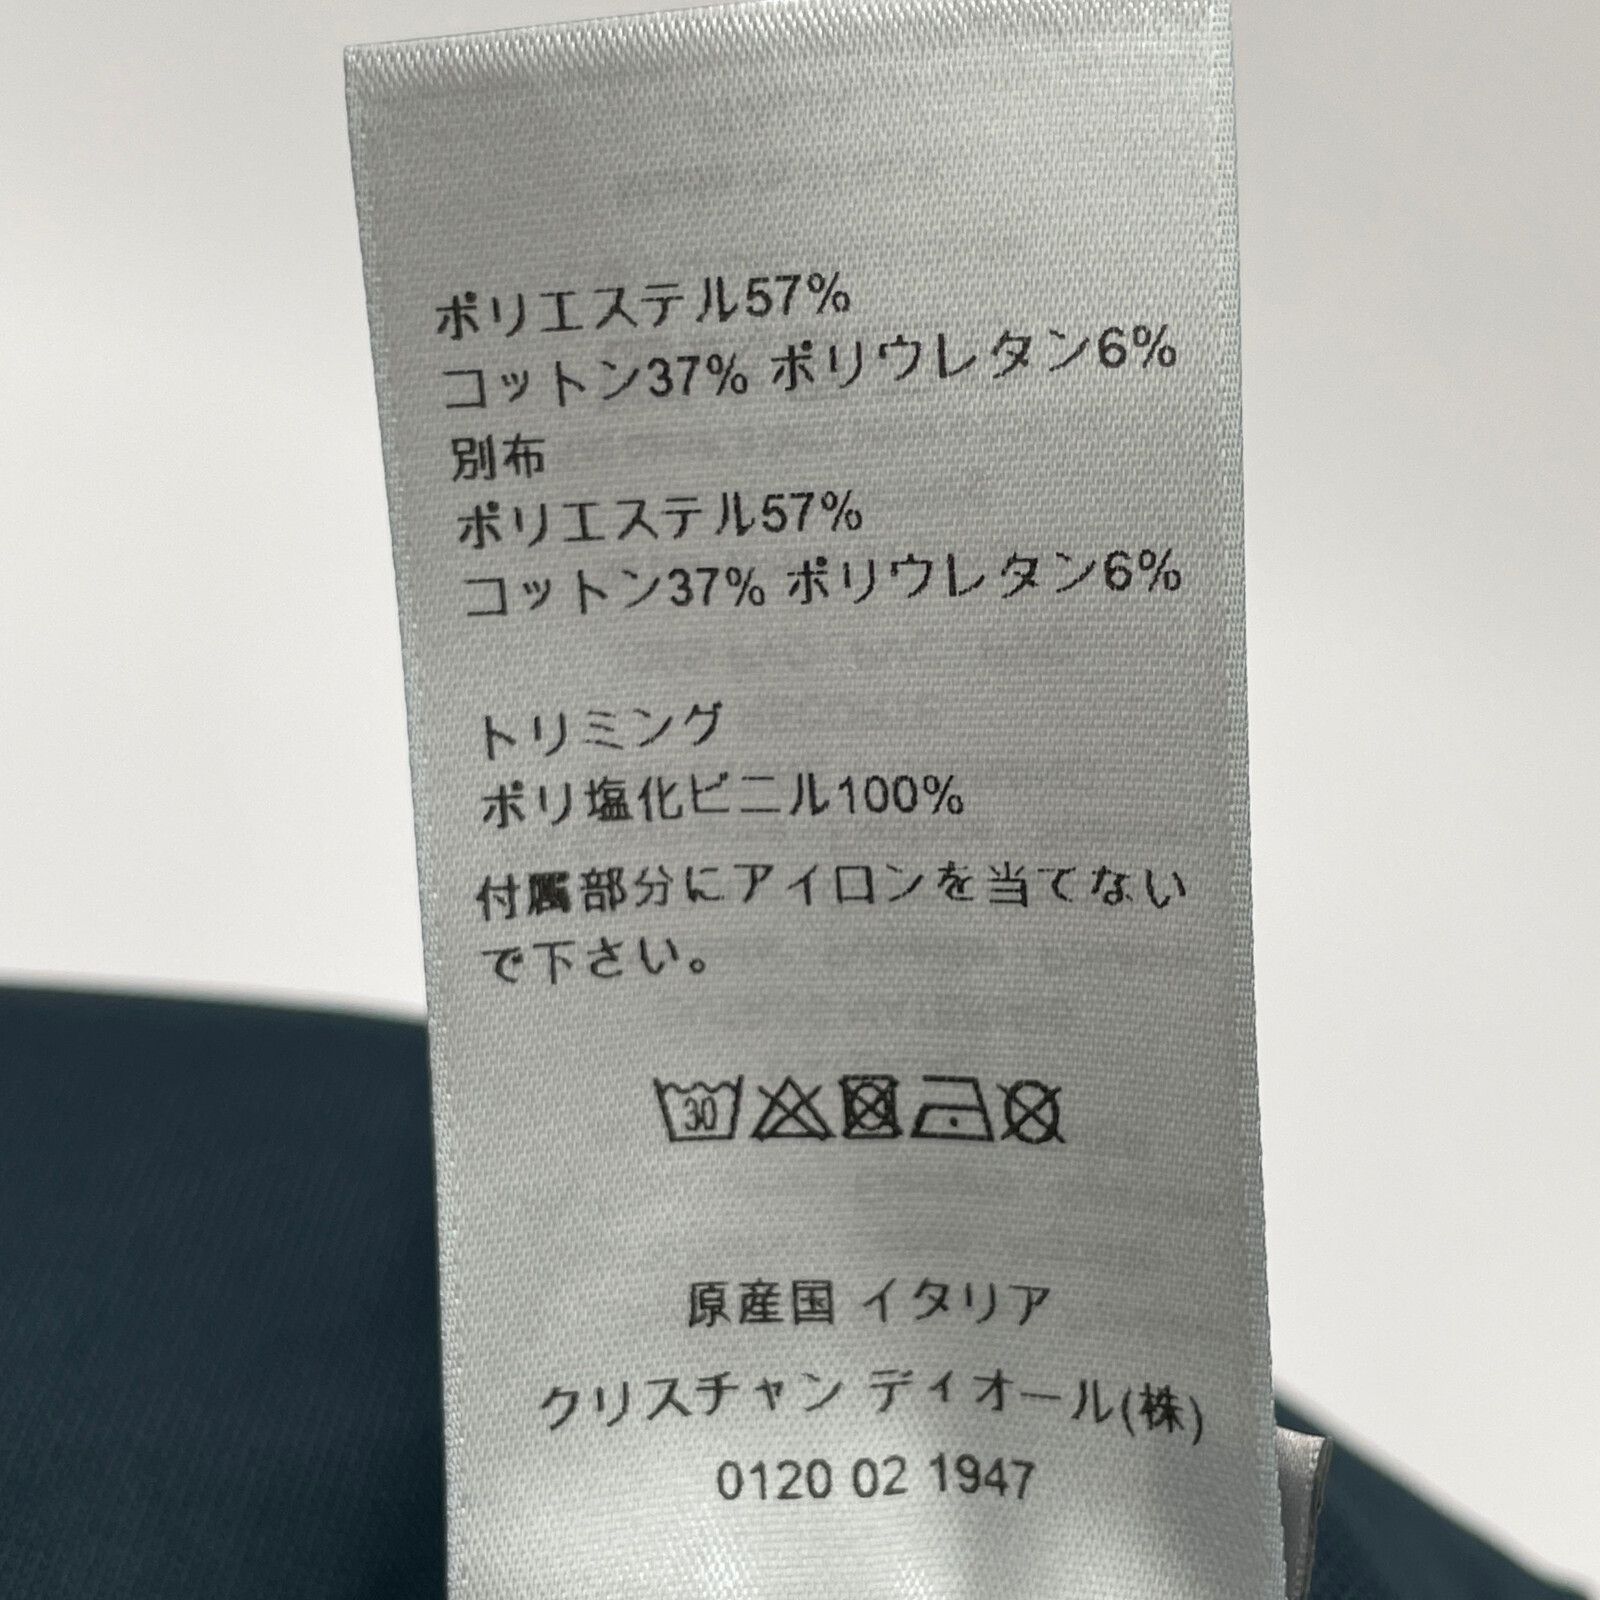 ポリエステル57%
コットン37% ポリウレタン6%
別布
ポリエステル57%
コットン37% ポリウレタン6%
トリミング
ポリ塩化ビニル100%
付属部分にアイロンを当てない
で下さい。
30
原産国 イタリア
クリスチャン ディオール(株)
0120 02 1947